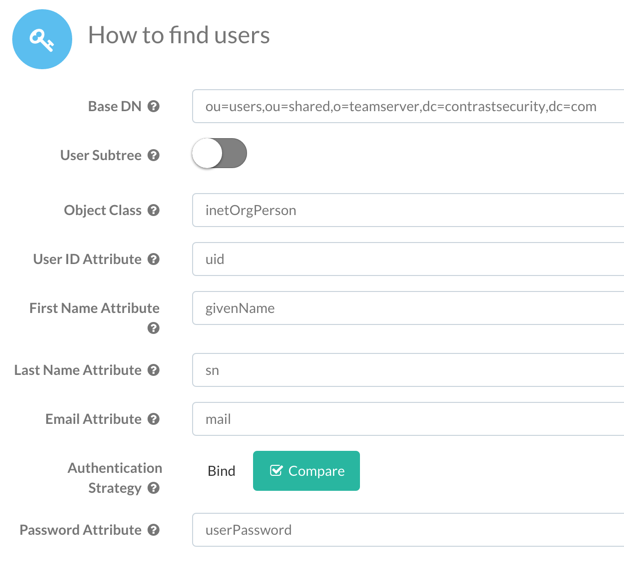 How to find users
Base DN ou=users,ou=shared,o=teamserver,dc=contrastsecurity,dc=com
User Subtree
Object Class inetOrgPerson
User ID Attribute uid
First Name Attribute givenName
Last Name Attribute sn
Email Attribute mail
Authentication
Strategy
Bind Compare
Password Attribute userPassword